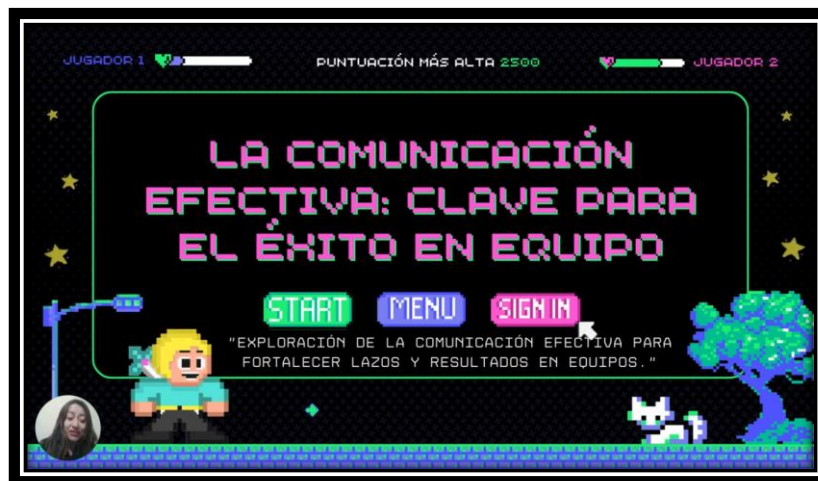 JUGADOR 1
PUNTUACIÓN MÁS ALTA 2500
JUGADOR 2
LA COMUNICACIÓN
EFECTIVA: CLAVE PARA
EL ÉXITO EN EQUIPO
START
MENU
SIGN IN
"EXPLORACIÓN DE LA COMUNICACIÓN EFECTIVA PARA
FORTALECER LAZOS Y RESULTADOS EN EQUIPOS."